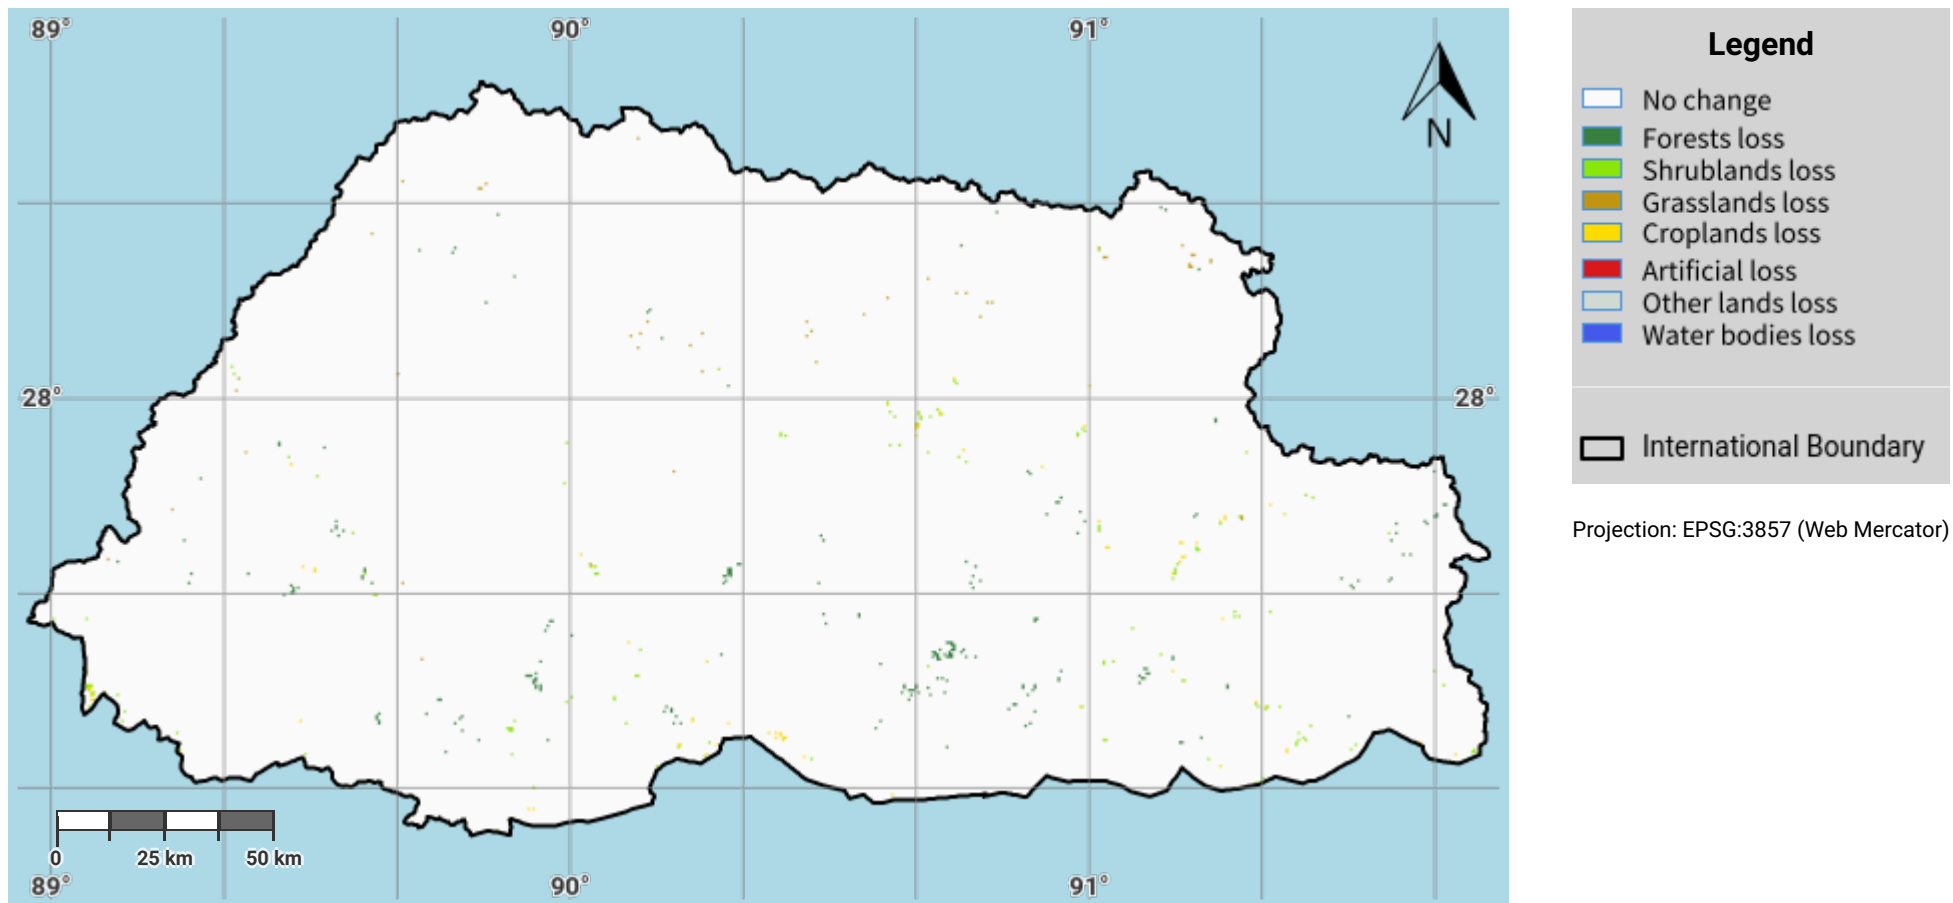 89° 90° 91°
N
28° 28°
0 25 km 50 km
89° 90° 91°
Legend
No change
Forests loss
Shrublands loss
Grasslands loss
Croplands loss
Artificial loss
Other lands loss
Water bodies loss
International Boundary
Projection: EPSG:3857 (Web Mercator)